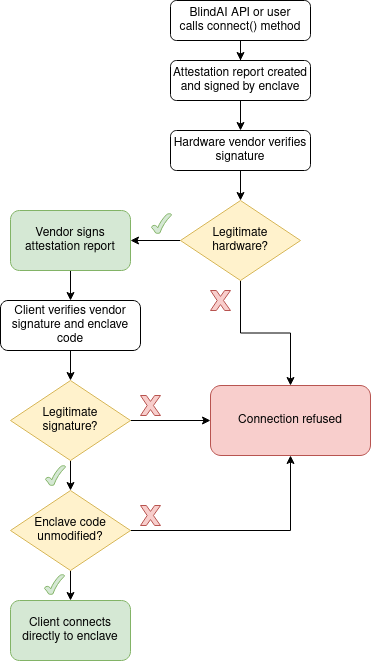 BlindAI API or user
calls connect() method
Attestation report created
and signed by enclave
Hardware vendor verifies
signature
Legitimate
hardware?
Vendor signs
attestation report
Client verifies vendor
signature and enclave
code
Legitimate
signature?
Connection refused
Enclave code
unmodified?
Client connects
directly to enclave